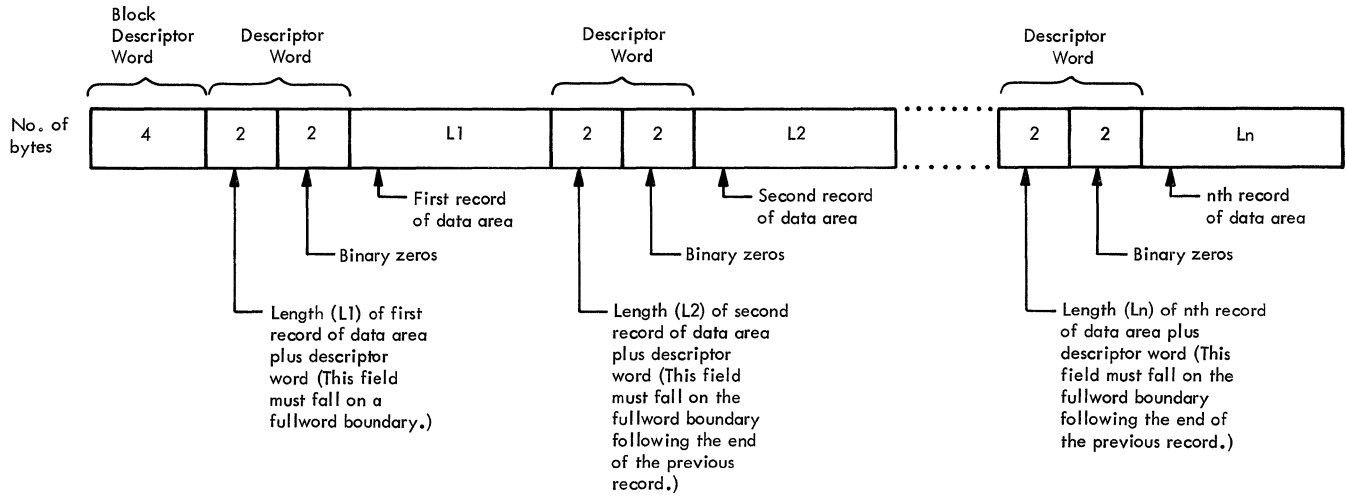 Block
Descriptor
Word
Descriptor
Word
Descriptor
Word
Descriptor
Word
No. of
bytes
4
2
2
L1
2
2
L2
2
2
Ln
First record
of data area
Second record
of data area
nth record
of data area
Binary zeros
Binary zeros
Binary zeros
Length (L1) of first
record of data area
plus descriptor
word (This field
must fall on a
fullword boundary.)
Length (L2) of second
record of data area
plus descriptor
word (This field
must fall on the
fullword boundary
following the end
of the previous
record.)
Length (Ln) of nth record
of data area plus
descriptor word (This
field must fall on the
fullword boundary
following the end of
the previous record.)